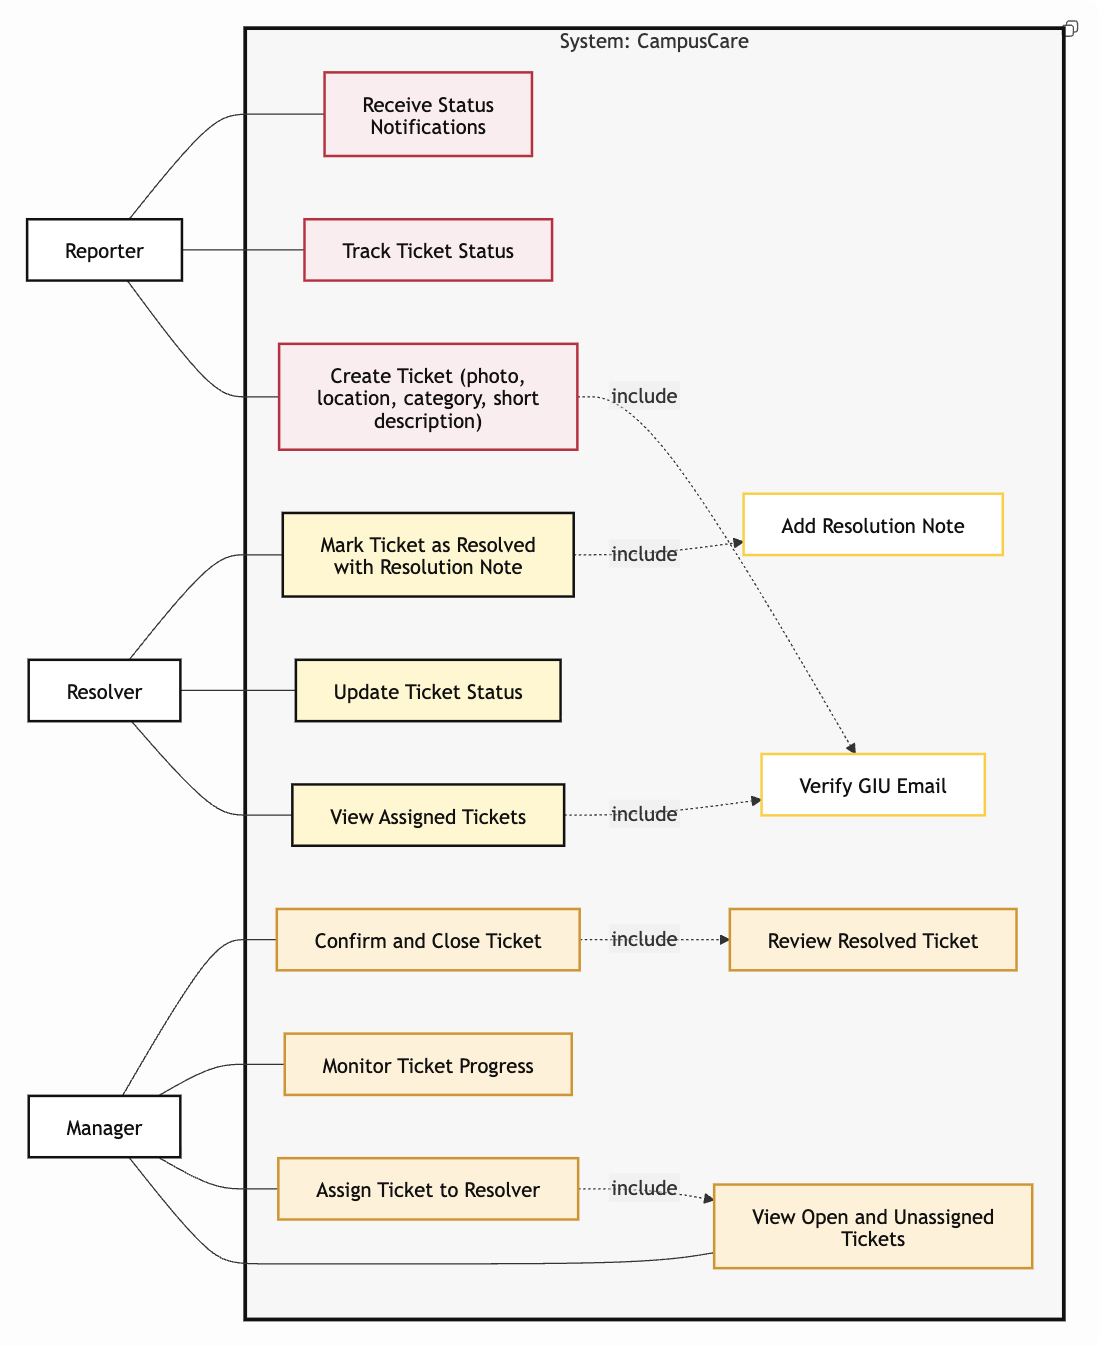 System: CampusCare
Receive Status
Notifications
Reporter
Track Ticket Status
Create Ticket (photo,
location, category, short
description)
include
Add Resolution Note
Mark Ticket as Resolved
with Resolution Note
include
Resolver
Update Ticket Status
Verify GIU Email
View Assigned Tickets
include
Confirm and Close Ticket
include
Review Resolved Ticket
Monitor Ticket Progress
Manager
Assign Ticket to Resolver
include
View Open and Unassigned
Tickets